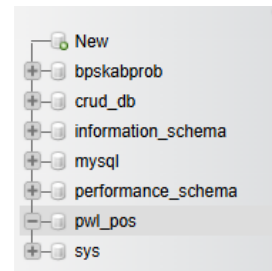 New
bpskabprob
crud_db
information_schema
mysql
performance_schema
pwl_pos
sys